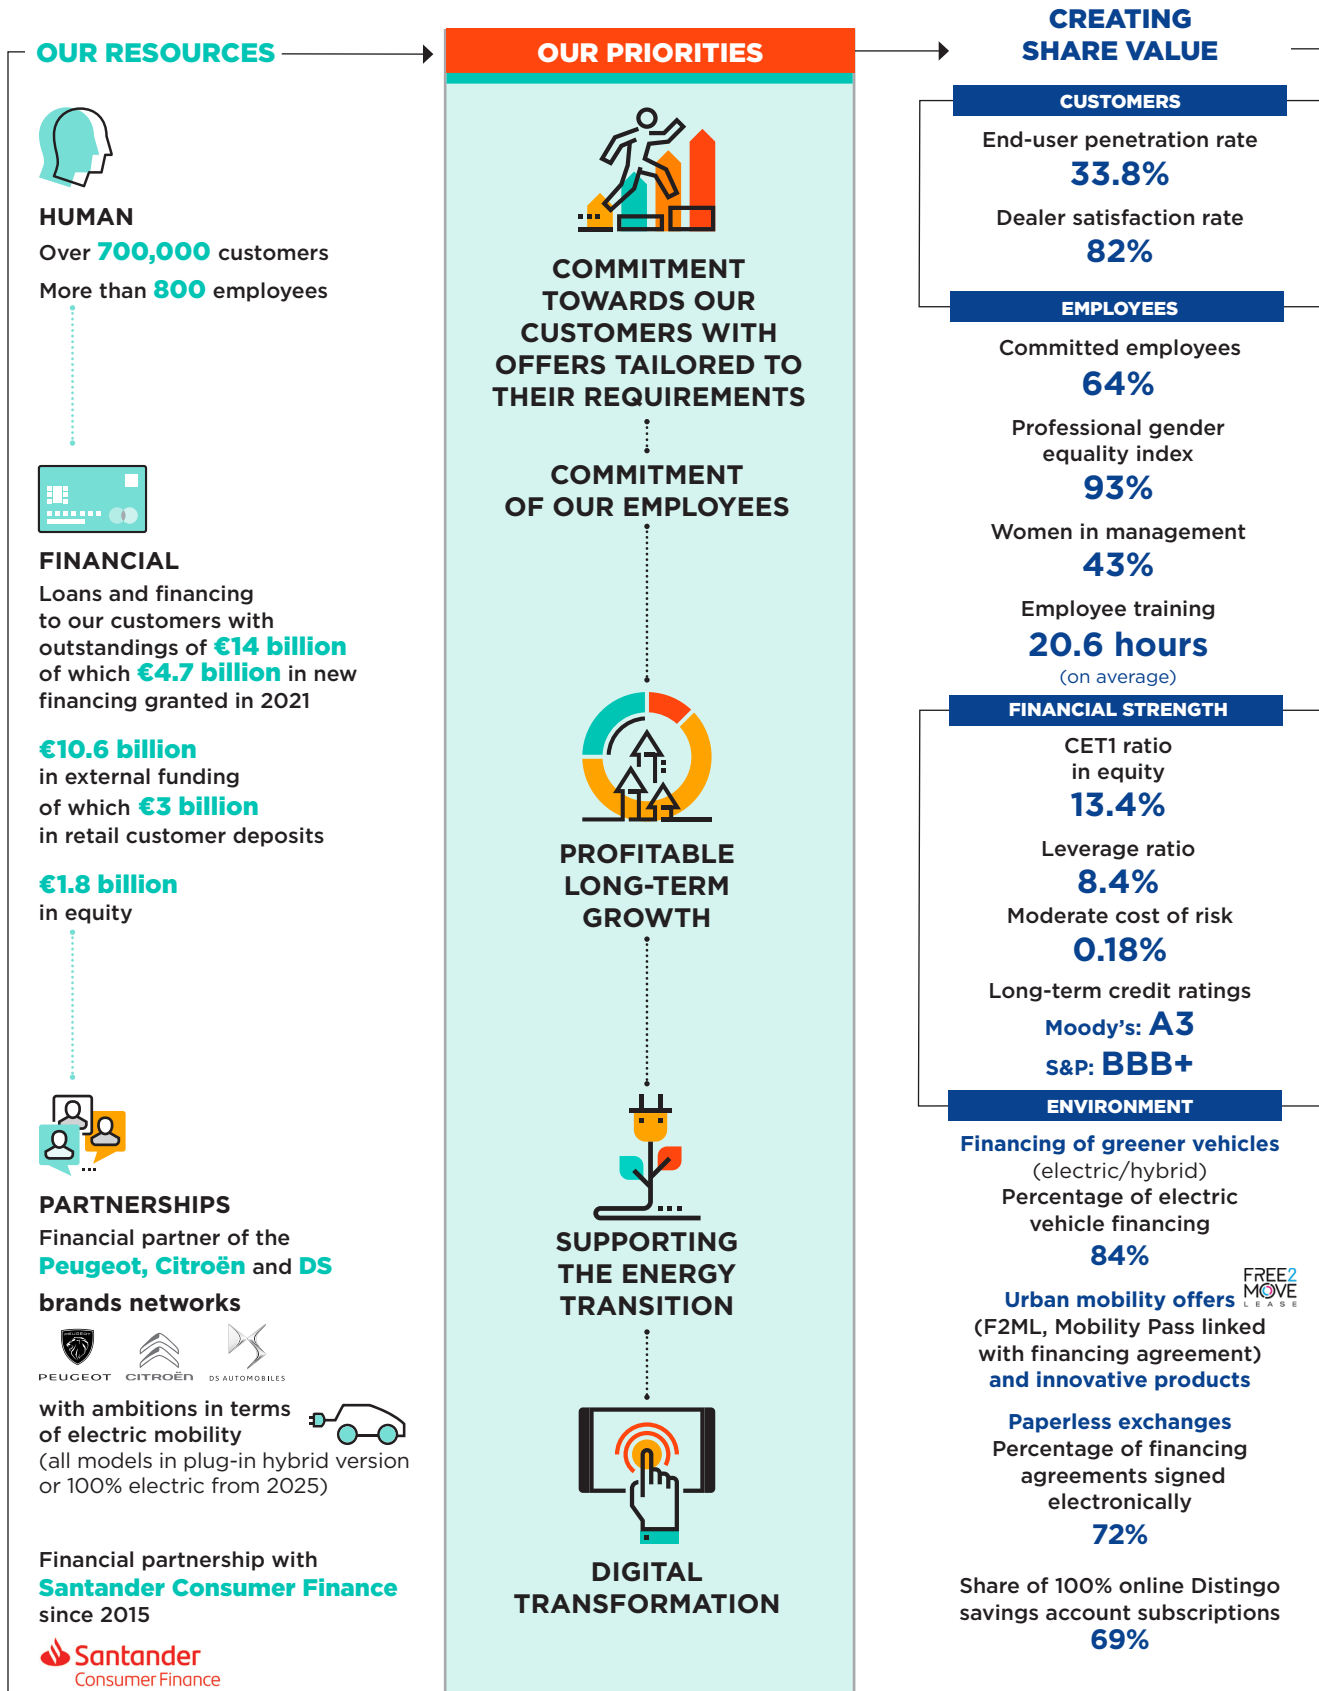 OUR RESOURCES
HUMAN
Over 700,000 customers
More than 800 employees
FINANCIAL
Loans and financing
to our customers with
outstandings of €14 billion
of which €4.7 billion in new
financing granted in 2021
€10.6 billion
in external funding
of which €3 billion
in retail customer deposits
€1.8 billion
in equity
PARTNERSHIPS
Financial partner of the
Peugeot, Citroën and DS
brands networks
PEUGEOT
PEUGEOT CITROËN DS AUTOMOBILES
with ambitions in terms
of electric mobility
(all models in plug-in hybrid version
or 100% electric from 2025)
Financial partnership with
Santander Consumer Finance
since 2015
Santander
Consumer Finance
OUR PRIORITIES
COMMITMENT
TOWARDS OUR
CUSTOMERS WITH
OFFERS TAILORED TO
THEIR REQUIREMENTS
COMMITMENT
OF OUR EMPLOYEES
PROFITABLE
LONG-TERM
GROWTH
SUPPORTING
THE ENERGY
TRANSITION
DIGITAL
TRANSFORMATION
CREATING
SHARE VALUE
CUSTOMERS
End-user penetration rate
33.8%
Dealer satisfaction rate
82%
EMPLOYEES
Committed employees
64%
Professional gender
equality index
93%
Women in management
43%
Employee training
20.6 hours
(on average)
FINANCIAL STRENGTH
CET1 ratio
in equity
13.4%
Leverage ratio
8.4%
Moderate cost of risk
0.18%
Long-term credit ratings
Moody's: A3
S&P: BBB+
ENVIRONMENT
Financing of greener vehicles
(electric/hybrid)
Percentage of electric
vehicle financing
84%
Urban mobility offers
FREE2
MOVE
LEASE
(F2ML, Mobility Pass linked
with financing agreement)
and innovative products
Paperless exchanges
Percentage of financing
agreements signed
electronically
72%
Share of 100% online Distingo
savings account subscriptions
69%